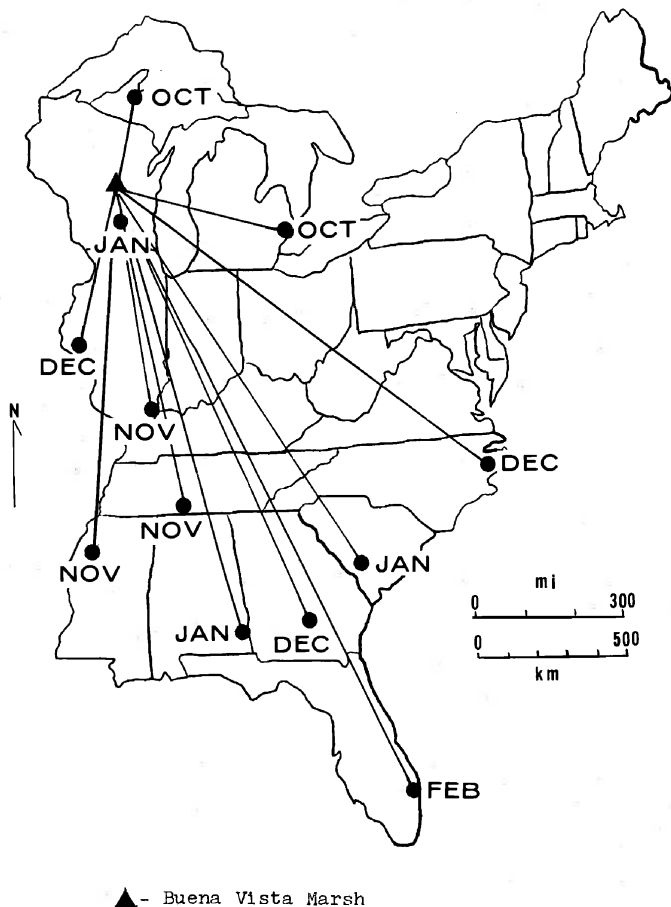 OCT
OCT
JAN
DEC
NOV
DEC
N
NOV
NOV
JAN
mi
0 300
0 500
km
JAN
DEC
FEB
▲- Buena Vista Marsh